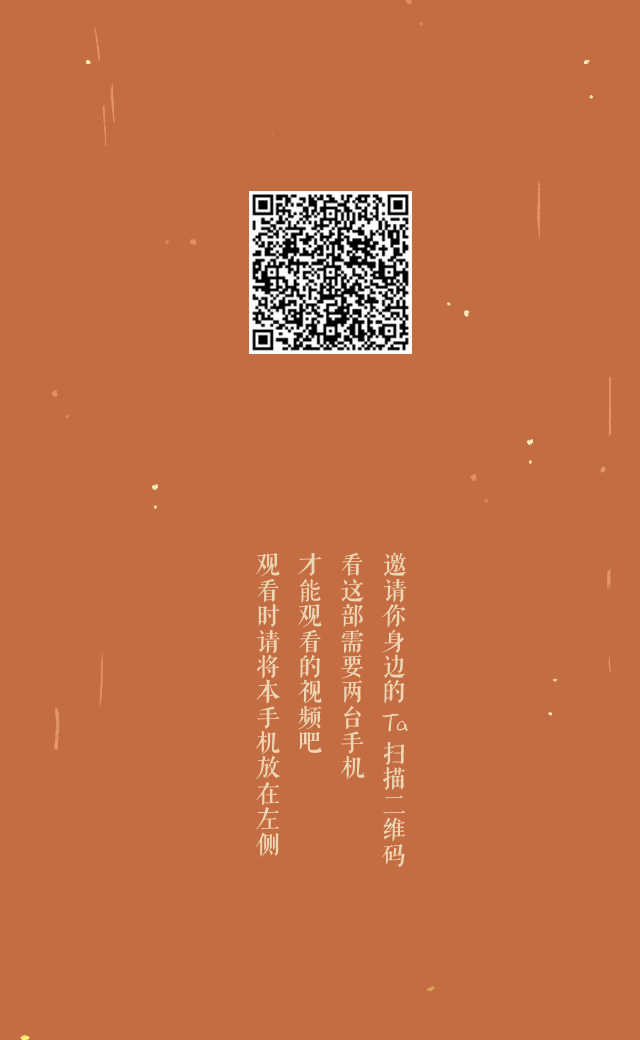 邀请你身边的Ta扫描二维码
看这部需要两台手机
才能观看的视频吧
观看时请将本手机放在左侧